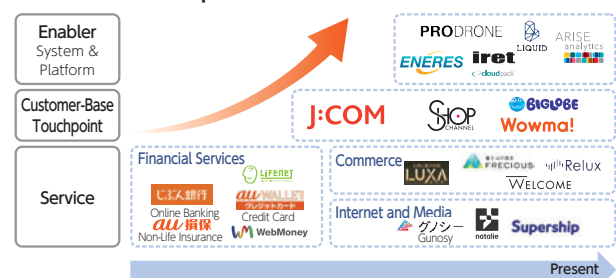 Enabler
System &
Platform
PRODRONE
LIQUID
ARISE
analytics
ENERES
iret
cloudpack
Customer-Base
Touchpoint
J:COM
SHOP
CHANNEL
BIGLOBE
Wowma!
Service
Financial Services
LIFENET
じぶん銀行
Online Banking
au WALLET
クレジットカード
Credit Card
au 損保
Non-Life Insurance
WebMoney
Commerce
LUXA
FRECIOUS
Relux
WELCOME
Internet and Media
グノシー
Gunosy
natalie
Supership
Present